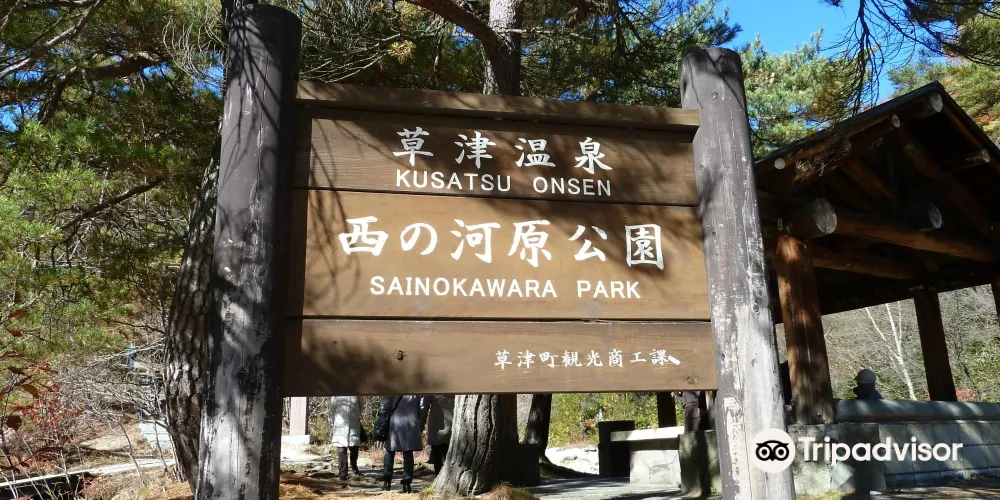 草津温泉
KUSATSU ONSEN
西の河原公園
SAINOKAWARA PARK
草津町観光商工課
Tripadvisor